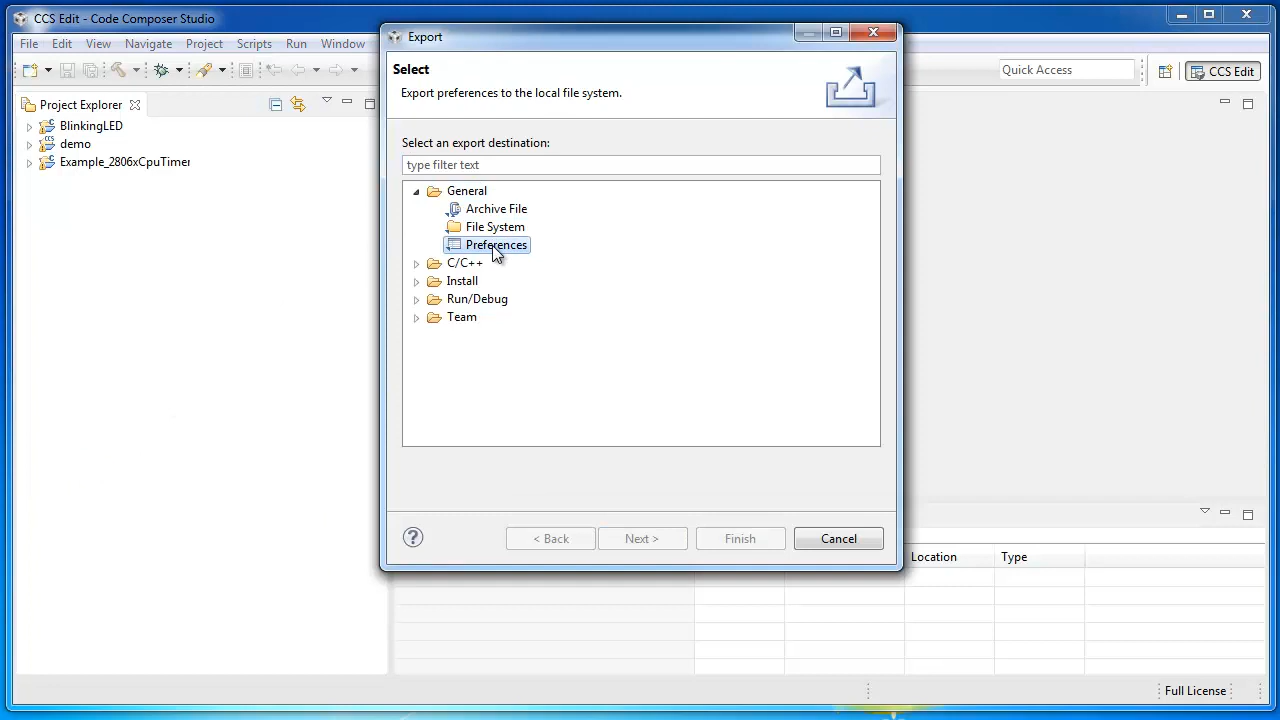 CCS Edit - Code Composer Studio
File Edit View Navigate Project Scripts Run Window
Quick Access
CCS Edit
Project Explorer
BlinkingLED
demo
Example_2806xCpuTimer
Export
Select
Export preferences to the local file system.
Select an export destination:
type filter text
General
Archive File
File System
Preferences
C/C++
Install
Run/Debug
Team
?
< Back Next > Finish Cancel
Location Type
Full License